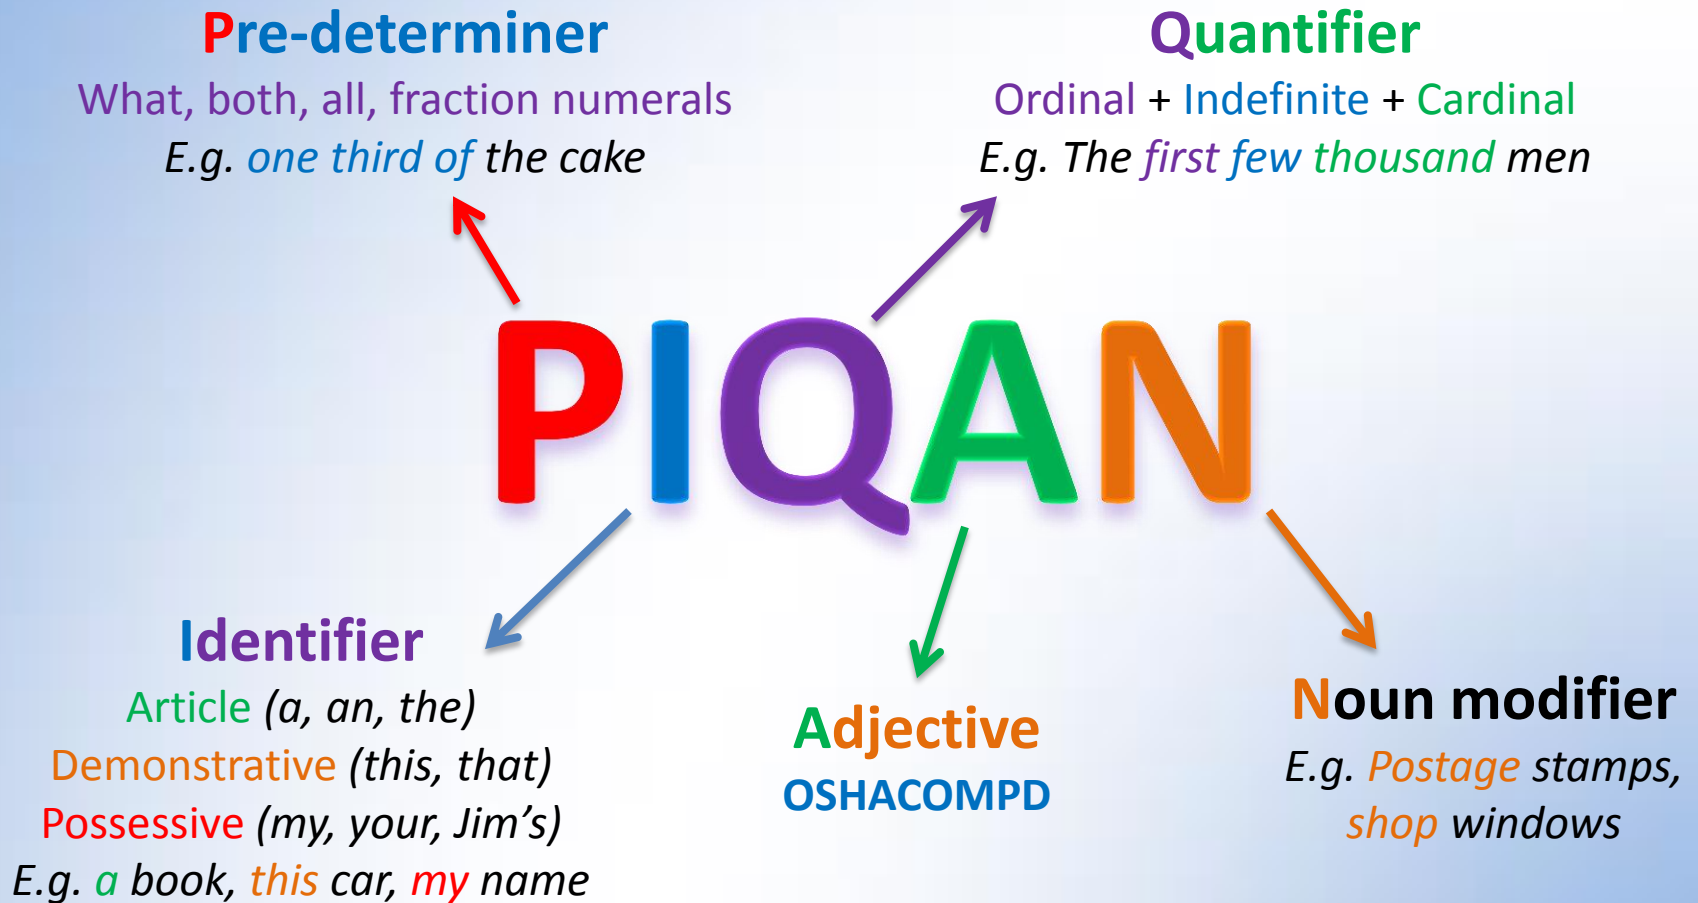 Pre-determiner
What, both, all, fraction numerals
E.g. one third of the cake
Quantifier
Ordinal + Indefinite + Cardinal
E.g. The first few thousand men
PIQAN
Identifier
Article (a, an, the)
Demonstrative (this, that)
Possessive (my, your, Jim's)
E.g. a book, this car, my name
Adjective
OSHACOMPD
Noun modifier
E.g. Postage stamps,
shop windows